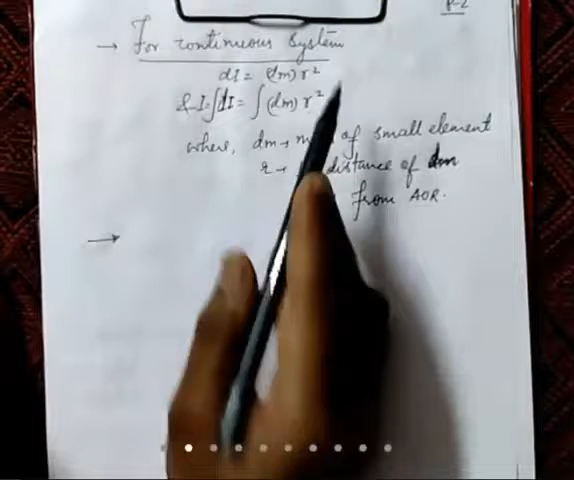 P-2
→ For continuous system
dI = (dm) r²
& I = ∫dI = ∫(dm) r²
where, dm → of small element
r → distance of dm
from AOR.
→